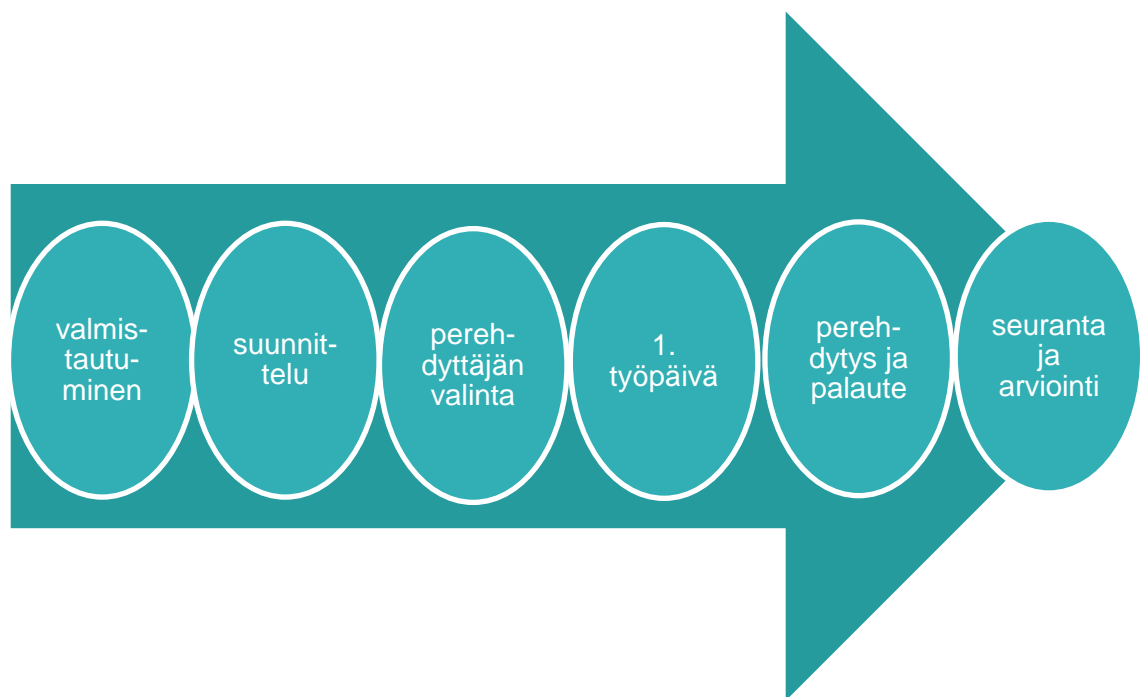 valmis-
tautu-
minen
suunnit-
telu
pereh-
dyttäjän
valinta
1.
työpäivä
pereh-
dytys ja
palaute
seuranta
ja
arviointi